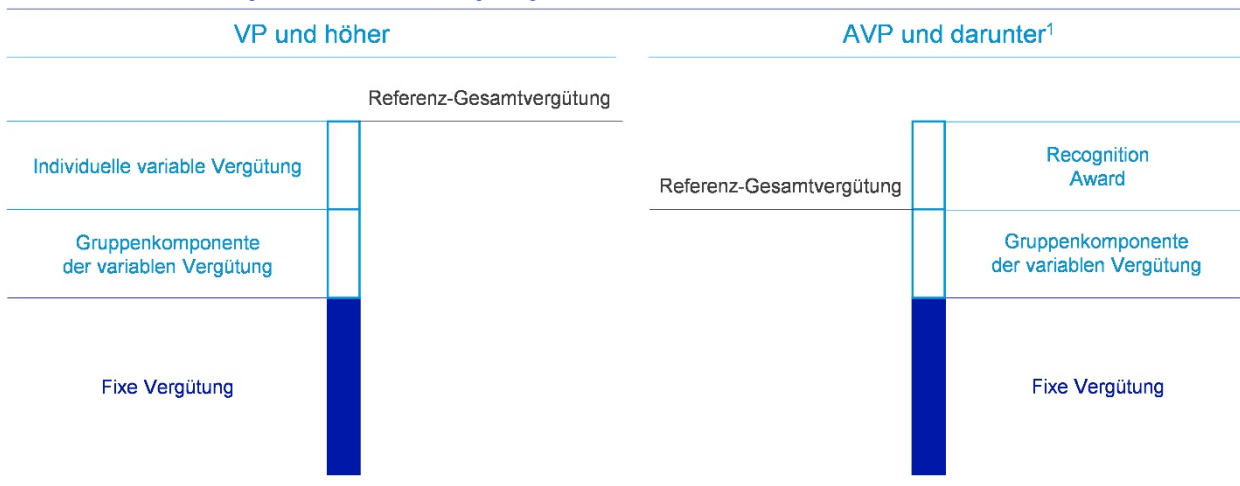 VP und höher
Referenz-Gesamtvergütung
Individuelle variable Vergütung
Gruppenkomponente
der variablen Vergütung
Fixe Vergütung
AVP und darunter¹
Referenz-Gesamtvergütung
Recognition
Award
Gruppenkomponente
der variablen Vergütung
Fixe Vergütung